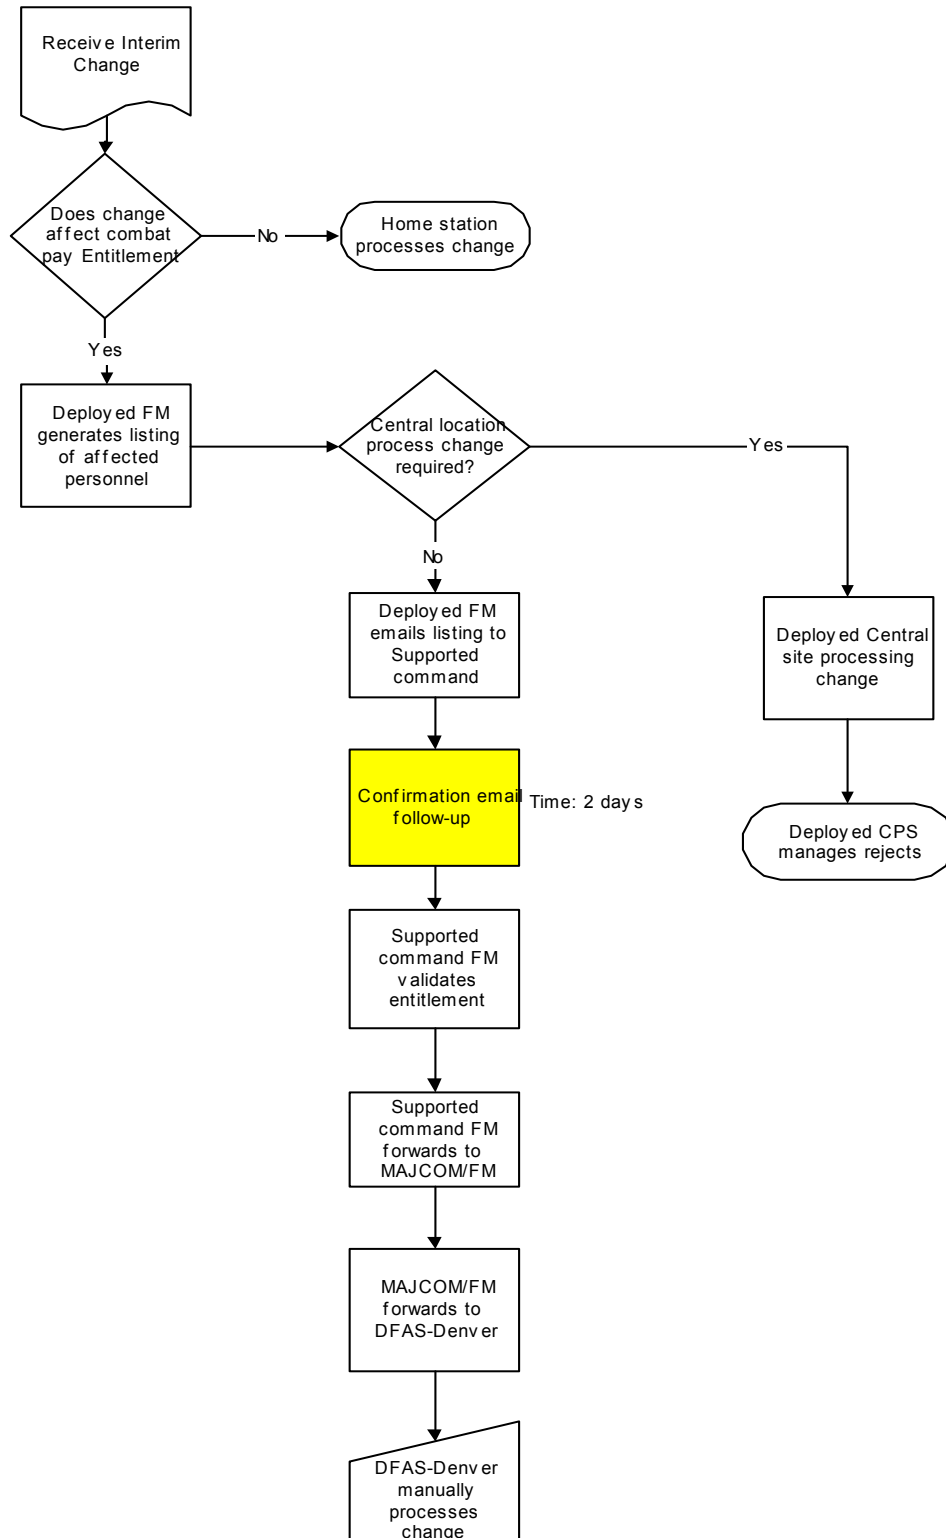 Receive Interim
Change
Does change
affect combat
pay Entitlement
No
Home station
processes change
Yes
Deployed FM
generates listing
of affected
personnel
Central location
process change
required?
Yes
No
Deployed FM
emails listing to
Supported
command
Deployed Central
site processing
change
Confirmation email
follow-up
Time: 2 days
Deployed CPS
manages rejects
Supported
command FM
validates
entitlement
Supported
command FM
forwards to
MAJCOM/FM
MAJCOM/FM
forwards to
DFAS-Denver
DFAS-Denver
manually
processes
change